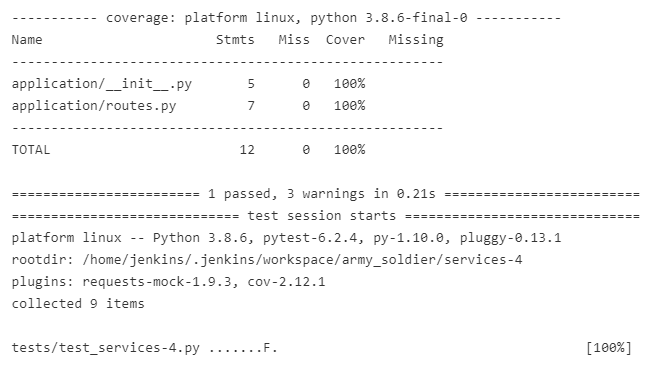 ----------- coverage: platform linux, python 3.8.6-final-0 -----------
Name                         Stmts   Miss  Cover   Missing
------------------------------------------------------
application/__init__.py          5      0   100%
application/routes.py            7      0   100%
------------------------------------------------------
TOTAL                           12      0   100%
======================== 1 passed, 3 warnings in 0.21s =========================
============================= test session starts ==============================
platform linux -- Python 3.8.6, pytest-6.2.4, py-1.10.0, pluggy-0.13.1
rootdir: /home/jenkins/.jenkins/workspace/army_soldier/services-4
plugins: requests-mock-1.9.3, cov-2.12.1
collected 9 items
tests/test_services-4.py .......F.                                       [100%]